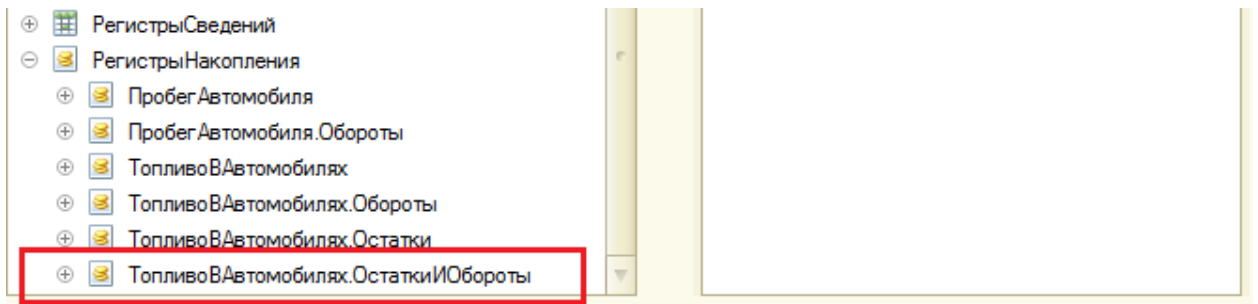 РегистрыСведений
РегистрыНакопления
ПробегАвтомобиля
ПробегАвтомобиля.Обороты
ТопливоВАвтомобилях
ТопливоВАвтомобилях.Обороты
ТопливоВАвтомобилях.Остатки
ТопливоВАвтомобилях.ОстаткиИОбороты